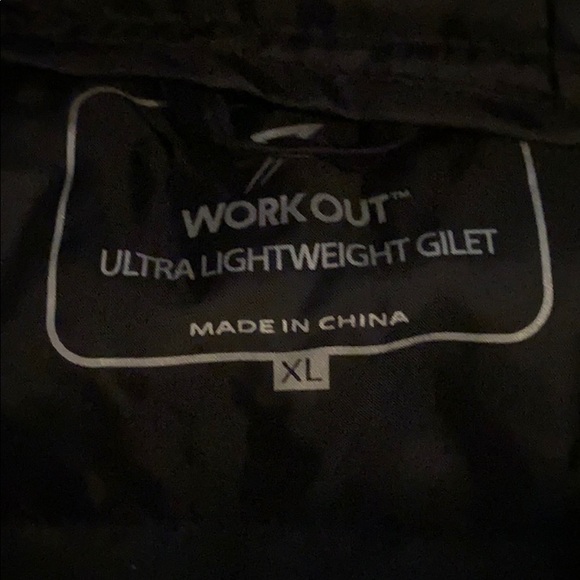 WORK OUT™
ULTRA LIGHTWEIGHT GILET
MADE IN CHINA
XL